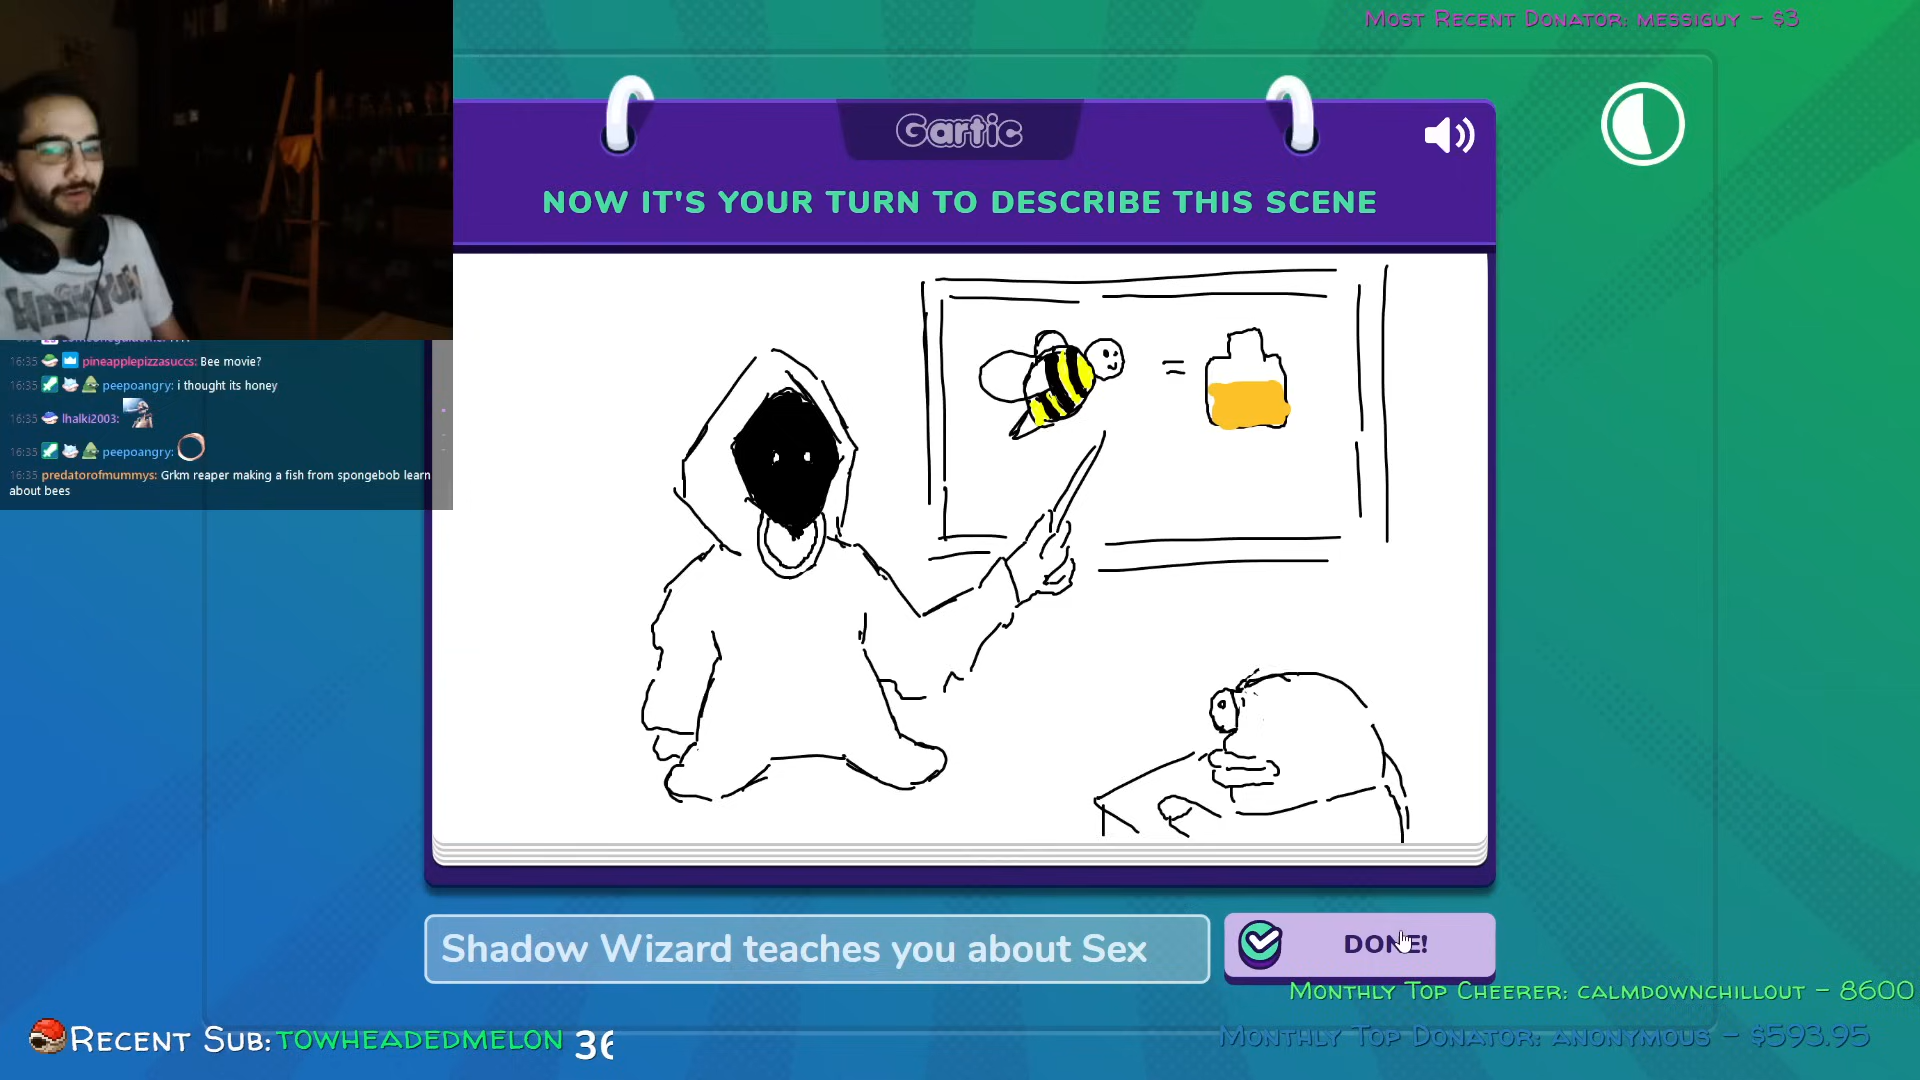 MOST RECENT DONATOR: MESSIGUY - $3
Gartic
NOW IT'S YOUR TURN TO DESCRIBE THIS SCENE
16:35 pineapplepizzasuccs: Bee movie?
16:35 peepoangry: i thought its honey
16:35 lhalki2003:
16:35 peepoangry:
16:35 predatorofmummys: Grkm reaper making a fish from spongebob learn
about bees
=
Shadow Wizard teaches you about Sex
DONE!
MONTHLY TOP CHEERER: CALMDOWNCHILLOUT - 8600
RECENT SUB: TOWHEADEDMELON 36
MONTHLY TOP DONATOR: ANONYMOUS - $593.95